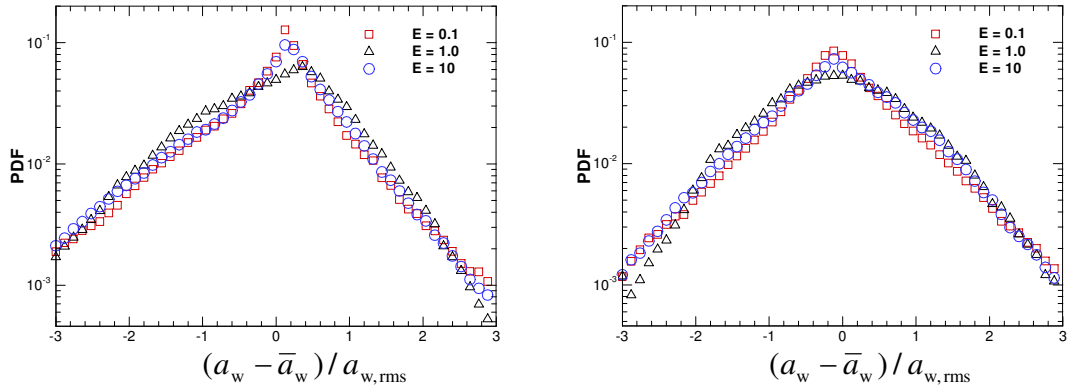 PDF
10⁻¹
10⁻²
10⁻³
E = 0.1
E = 1.0
E = 10
-3 -2 -1 0 1 2 3
(a_w − a̅_w) / a_w,rms
PDF
10⁻¹
10⁻²
10⁻³
E = 0.1
E = 1.0
E = 10
-3 -2 -1 0 1 2 3
(a_w − a̅_w) / a_w,rms